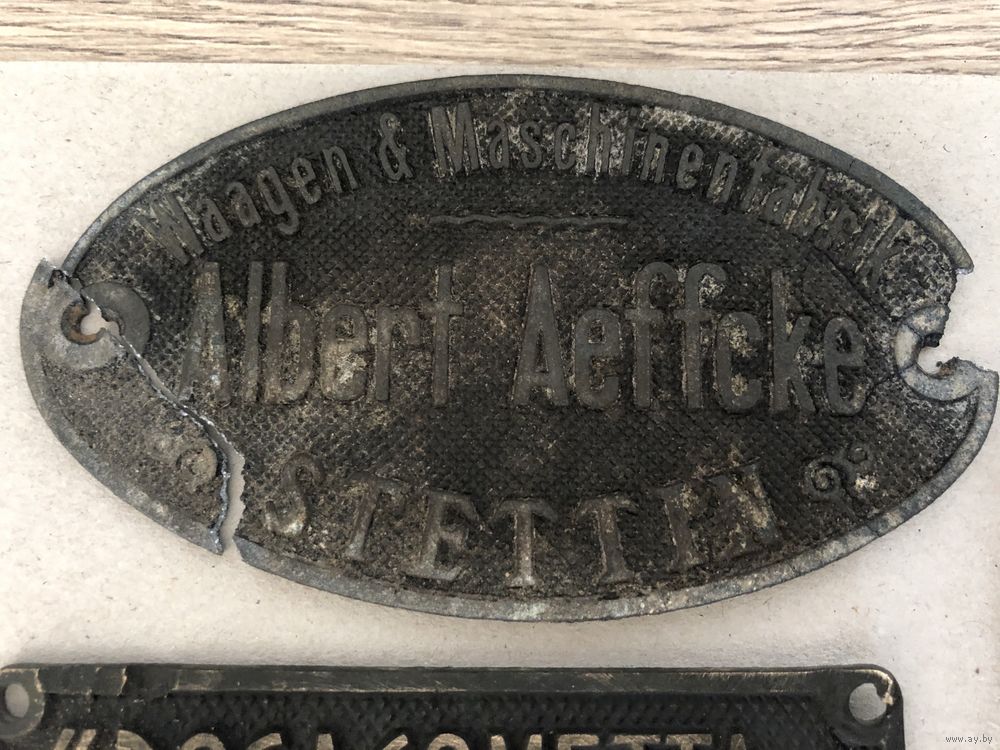 Waagen & Maschinenfabrik
Albert Aeffcke
STETTIN
www.ay.by